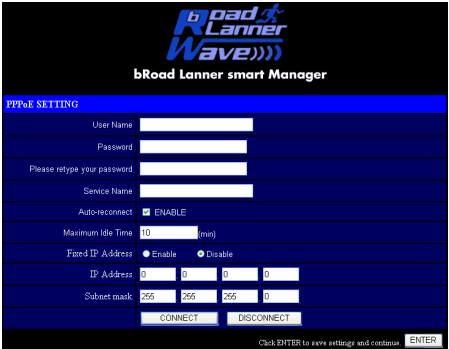 bRoad
Lanner
Wave
bRoad Lanner smart Manager
PPPoE SETTING
User Name
Password
Please retype your password
Service Name
Auto-reconnect ENABLE
Maximum Idle Time 10 (min)
Fixed IP Address Enable Disable
IP Address 0 . 0 . 0 . 0
Subnet mask 255 . 255 . 255 . 0
CONNECT DISCONNECT
Click ENTER to save settings and continue. ENTER